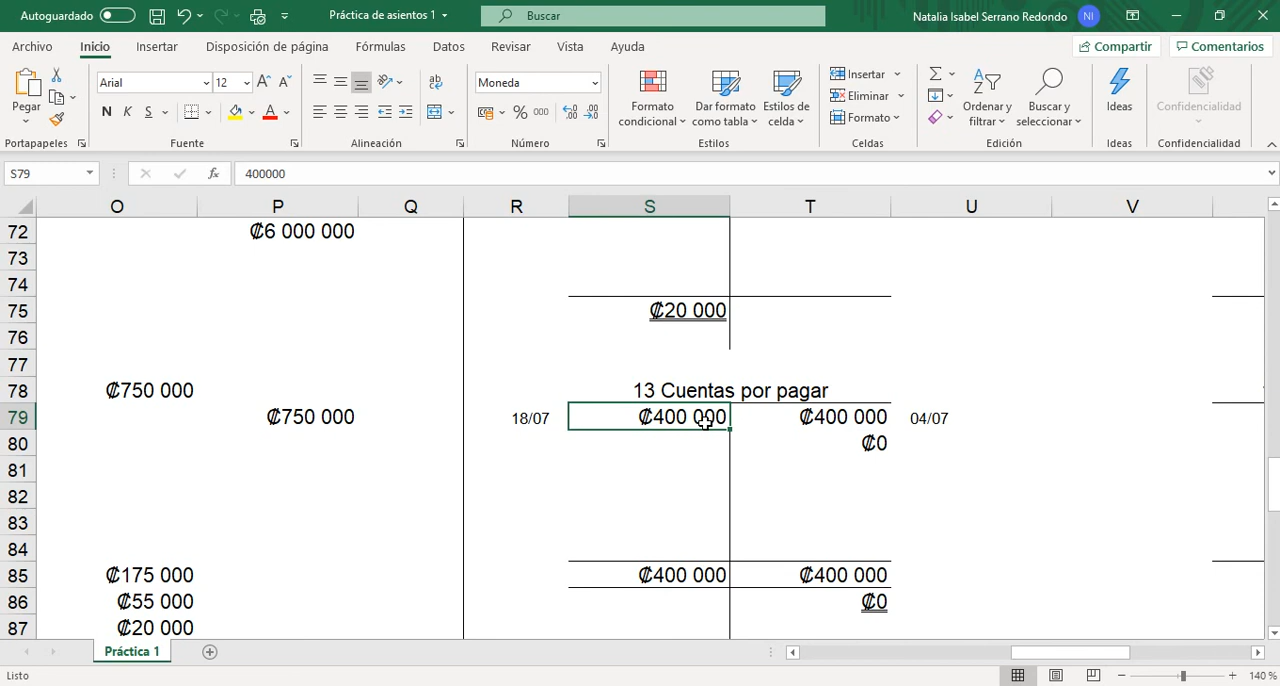 Autoguardado
Práctica de asientos 1
Buscar
Natalia Isabel Serrano Redondo
NI
Archivo Inicio Insertar Disposición de página Fórmulas Datos Revisar Vista Ayuda
Compartir Comentarios
Pegar
Arial 12
N K S
ab
Moneda
% 000
Formato condicional
Dar formato como tabla
Estilos de celda
Insertar
Eliminar
Formato
Ordenar y filtrar
Buscar y seleccionar
Ideas
Confidencialidad
Portapapeles Fuente Alineación Número Estilos Celdas Edición Ideas Confidencialidad
S79 fx 400000
O P Q R S T U V
72 ₡6 000 000
73
74
75 ₡20 000
76
77
78 ₡750 000 13 Cuentas por pagar
79 ₡750 000 18/07 ₡400 000 ₡400 000 04/07
80 ₡0
81
82
83
84
85 ₡175 000 ₡400 000 ₡400 000
86 ₡55 000 ₡0
87 ₡20 000
Práctica 1
Listo
140 %